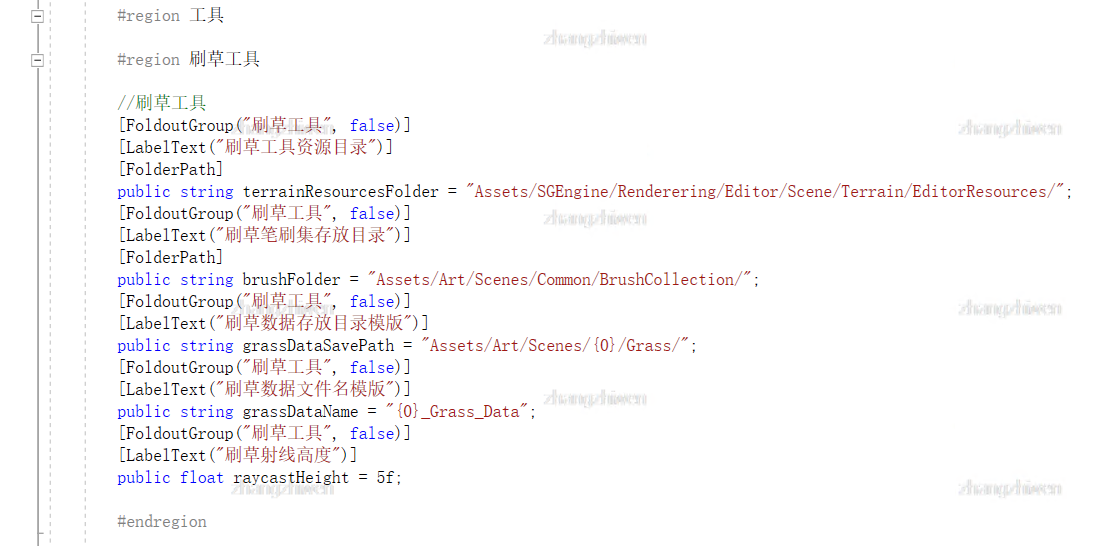 #region 工具
#region 刷草工具
//刷草工具
[FoldoutGroup("刷草工具", false)]
[LabelText("刷草工具资源目录")]
[FolderPath]
public string terrainResourcesFolder = "Assets/SGEngine/Renderering/Editor/Scene/Terrain/EditorResources/";
[FoldoutGroup("刷草工具", false)]
[LabelText("刷草笔刷集存放目录")]
[FolderPath]
public string brushFolder = "Assets/Art/Scenes/Common/BrushCollection/";
[FoldoutGroup("刷草工具", false)]
[LabelText("刷草数据存放目录模版")]
public string grassDataSavePath = "Assets/Art/Scenes/{0}/Grass/";
[FoldoutGroup("刷草工具", false)]
[LabelText("刷草数据文件名模版")]
public string grassDataName = "{0}_Grass_Data";
[FoldoutGroup("刷草工具", false)]
[LabelText("刷草射线高度")]
public float raycastHeight = 5f;
#endregion